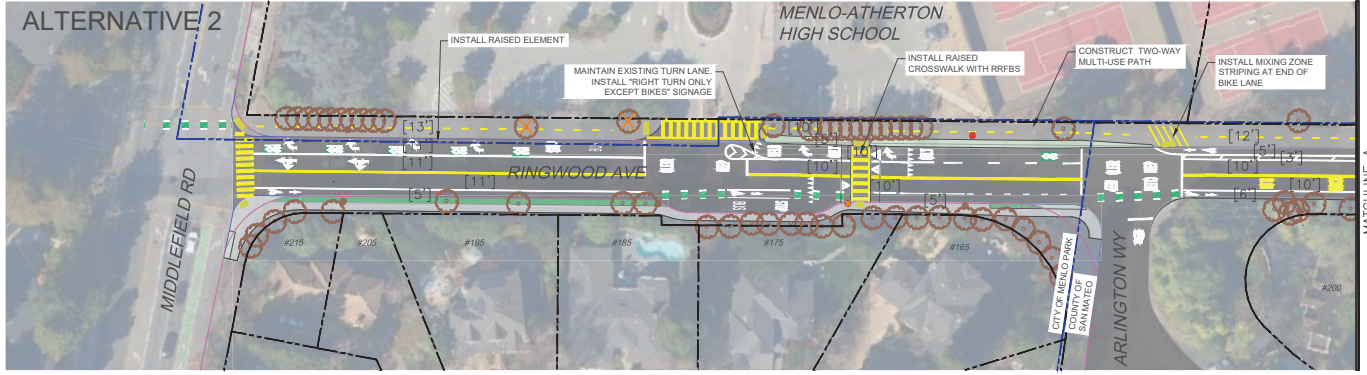 ALTERNATIVE 2
MENLO-ATHERTON
HIGH SCHOOL
INSTALL RAISED ELEMENT
MAINTAIN EXISTING TURN LANE.
INSTALL "RIGHT TURN ONLY
EXCEPT BIKES" SIGNAGE
INSTALL RAISED
CROSSWALK WITH RRFBS
CONSTRUCT TWO-WAY
MULTI-USE PATH
INSTALL MIXING ZONE
STRIPING AT END OF
BIKE LANE
[13']
[12']
[11']
[10']
[5']
[3']
RINGWOOD AVE
[11']
[10']
[10']
[10']
[5']
[5']
[6']
BUS
MIDDLEFIELD RD
#215
#205
#195
#185
#175
#165
#200
CITY OF MENLO PARK
COUNTY OF
SAN MATEO
ARLINGTON WY